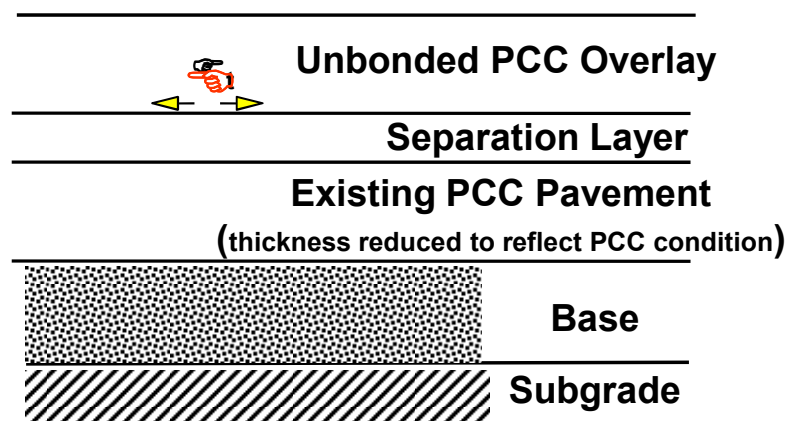 Unbonded PCC Overlay
Separation Layer
Existing PCC Pavement
(thickness reduced to reflect PCC condition)
Base
Subgrade